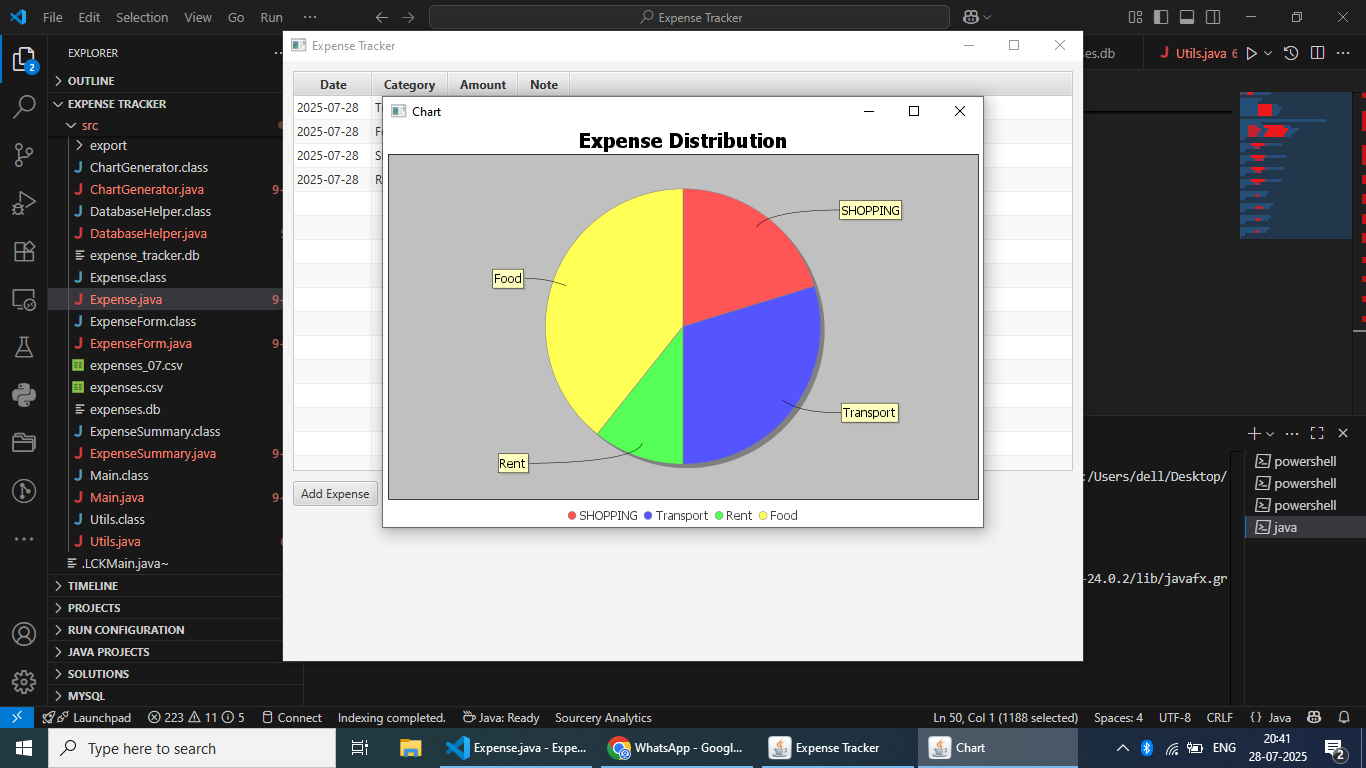 File Edit Selection View Go Run ··· Expense Tracker
EXPLORER
OUTLINE
EXPENSE TRACKER
src
export
ChartGenerator.class
ChartGenerator.java
DatabaseHelper.class
DatabaseHelper.java
expense_tracker.db
Expense.class
Expense.java
ExpenseForm.class
ExpenseForm.java
expenses_07.csv
expenses.csv
expenses.db
ExpenseSummary.class
ExpenseSummary.java
Main.class
Main.java
Utils.class
Utils.java
.LCKMain.java~
TIMELINE
PROJECTS
RUN CONFIGURATION
JAVA PROJECTS
SOLUTIONS
MYSQL
2
Expense Tracker
Date Category Amount Note
2025-07-28
2025-07-28
2025-07-28
2025-07-28
Add Expense
Chart
Expense Distribution
SHOPPING
Food
Transport
Rent
SHOPPING Transport Rent Food
es.db Utils.java 6
:/Users/dell/Desktop/
-24.0.2/lib/javafx.gr
powershell
powershell
powershell
java
Launchpad 223 11 5 Connect Indexing completed. Java: Ready Sourcery Analytics Ln 50, Col 1 (1188 selected) Spaces: 4 UTF-8 CRLF {} Java
Type here to search Expense.java - Expe... WhatsApp - Googl... Expense Tracker Chart ENG 20:41
28-07-2025
2